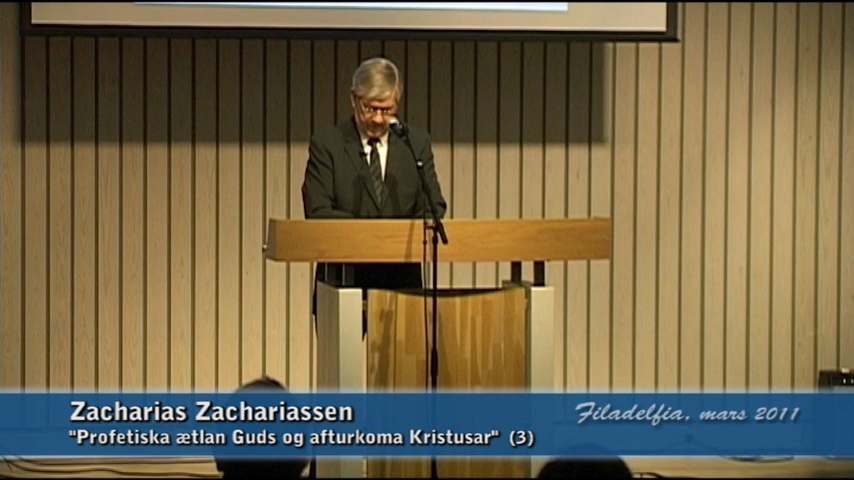 Zacharias Zachariassen
Filadelfia, mars 2011
"Profetiska ætlan Guds og afturkoma Kristusar" (3)